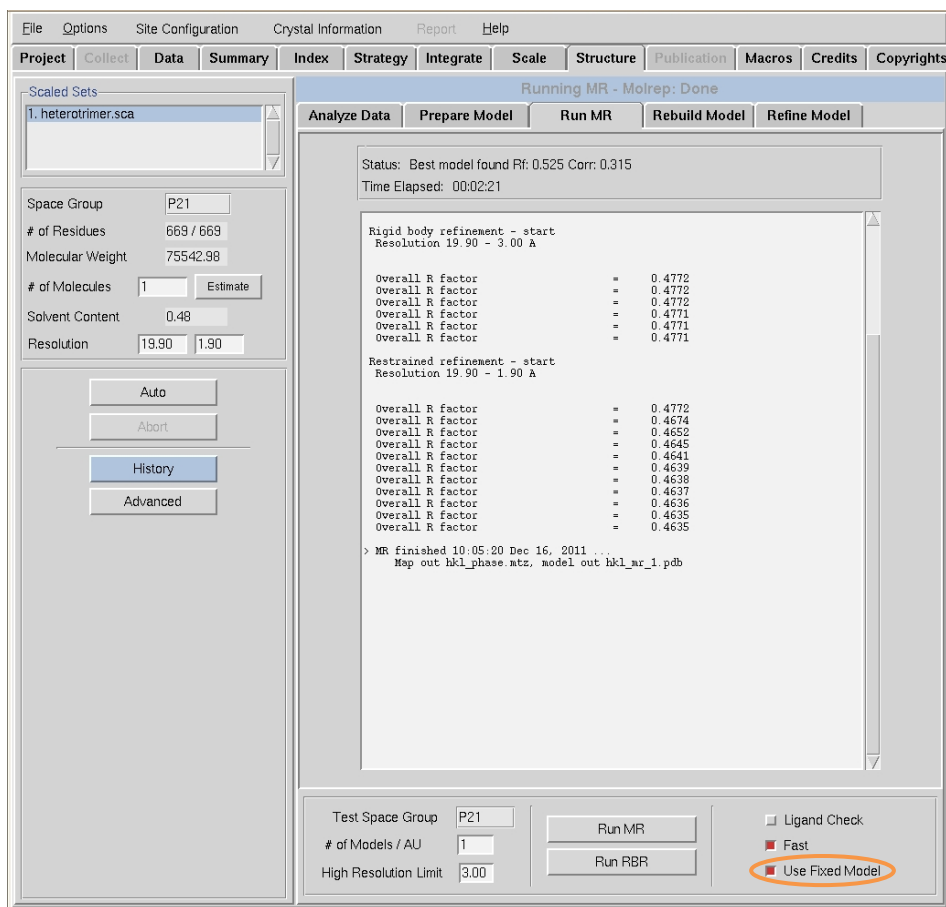 File Options Site Configuration Crystal Information Report Help
Project Collect Data Summary Index Strategy Integrate Scale Structure Publication Macros Credits Copyrights
Scaled Sets
1. heterotrimer.sca
Space Group P21
# of Residues 669 / 669
Molecular Weight 75542.98
# of Molecules 1 Estimate
Solvent Content 0.48
Resolution 19.90 1.90
Auto
Abort
History
Advanced
Running MR - Molrep: Done
Analyze Data Prepare Model Run MR Rebuild Model Refine Model
Status: Best model found Rf: 0.525 Corr: 0.315
Time Elapsed: 00:02:21
Rigid body refinement - start
Resolution 19.90 - 3.00 A
Overall R factor = 0.4772
Overall R factor = 0.4772
Overall R factor = 0.4772
Overall R factor = 0.4771
Overall R factor = 0.4771
Overall R factor = 0.4771
Restrained refinement - start
Resolution 19.90 - 1.90 A
Overall R factor = 0.4772
Overall R factor = 0.4674
Overall R factor = 0.4652
Overall R factor = 0.4645
Overall R factor = 0.4641
Overall R factor = 0.4639
Overall R factor = 0.4638
Overall R factor = 0.4637
Overall R factor = 0.4636
Overall R factor = 0.4635
Overall R factor = 0.4635
> MR finished 10:05:20 Dec 16, 2011 ...
Map out hkl_phase.mtz, model out hkl_mr_1.pdb
Test Space Group P21
# of Models / AU 1
High Resolution Limit 3.00
Run MR
Run RBR
Ligand Check
Fast
Use Fixed Model